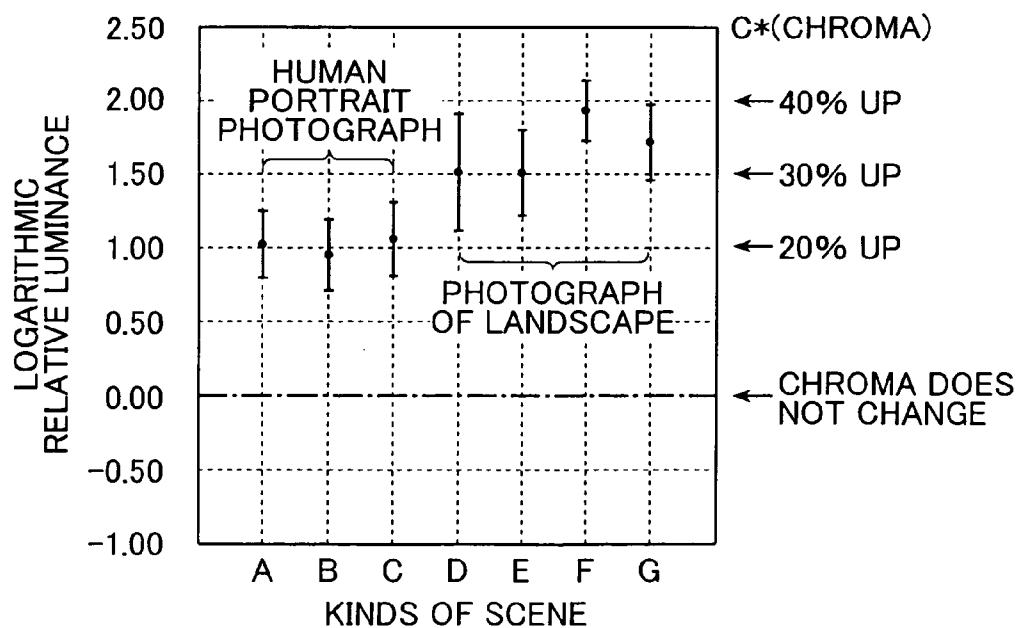 2.50
2.00
1.50
1.00
0.50
0.00
−0.50
−1.00
LOGARITHMIC
RELATIVE LUMINANCE
HUMAN
PORTRAIT
PHOTOGRAPH
PHOTOGRAPH
OF LANDSCAPE
C*(CHROMA)
←40% UP
←30% UP
←20% UP
←CHROMA DOES
NOT CHANGE
A B C D E F G
KINDS OF SCENE